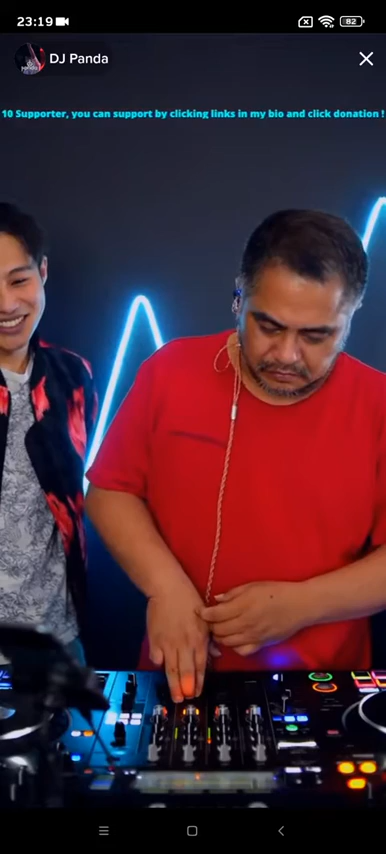 23:19
82
DJ Panda
10 Supporter, you can support by clicking links in my bio and click donation !